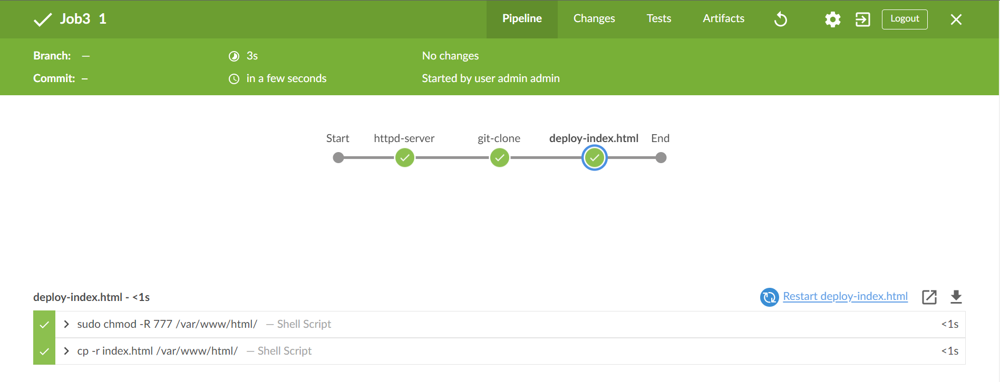 Job3 1 Pipeline Changes Tests Artifacts Logout
Branch: — 3s No changes
Commit: — in a few seconds Started by user admin admin
Start httpd-server git-clone deploy-index.html End
deploy-index.html - <1s Restart deploy-index.html
sudo chmod -R 777 /var/www/html/ — Shell Script <1s
cp -r index.html /var/www/html/ — Shell Script <1s